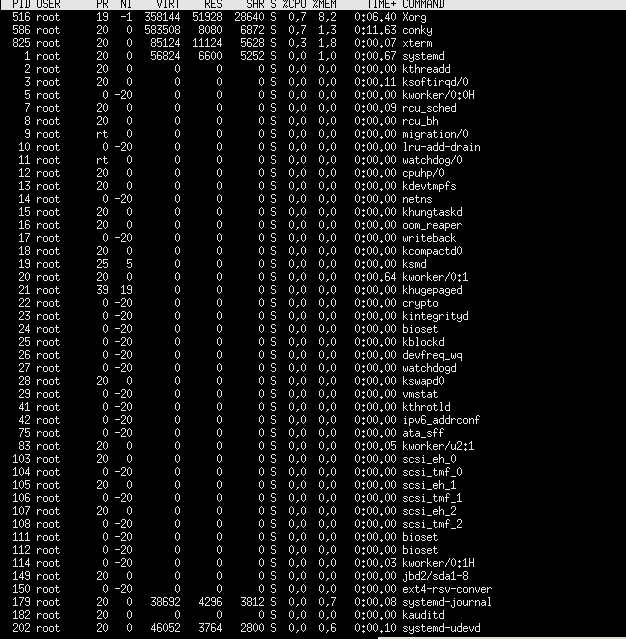 PID USER PR NI VIRT RES SHR S %CPU %MEM TIME+ COMMAND
516 root 19 -1 358144 51928 28640 S 0,7 8,2 0:06.40 Xorg
586 root 20 0 583508 8080 6872 S 0,7 1,3 0:11.63 conky
825 root 20 0 85124 11124 5628 S 0,3 1,8 0:00.07 xterm
1 root 20 0 56824 6600 5252 S 0,0 1,0 0:00.67 systemd
2 root 20 0 0 0 0 S 0,0 0,0 0:00.00 kthreadd
3 root 20 0 0 0 0 S 0,0 0,0 0:00.11 ksoftirqd/0
5 root 0 -20 0 0 0 S 0,0 0,0 0:00.00 kworker/0:0H
7 root 20 0 0 0 0 S 0,0 0,0 0:00.09 rcu_sched
8 root 20 0 0 0 0 S 0,0 0,0 0:00.00 rcu_bh
9 root rt 0 0 0 0 S 0,0 0,0 0:00.00 migration/0
10 root 0 -20 0 0 0 S 0,0 0,0 0:00.00 lru-add-drain
11 root rt 0 0 0 0 S 0,0 0,0 0:00.00 watchdog/0
12 root 20 0 0 0 0 S 0,0 0,0 0:00.00 cpuhp/0
13 root 20 0 0 0 0 S 0,0 0,0 0:00.00 kdevtmpfs
14 root 0 -20 0 0 0 S 0,0 0,0 0:00.00 netns
15 root 20 0 0 0 0 S 0,0 0,0 0:00.00 khungtaskd
16 root 20 0 0 0 0 S 0,0 0,0 0:00.00 oom_reaper
17 root 0 -20 0 0 0 S 0,0 0,0 0:00.00 writeback
18 root 20 0 0 0 0 S 0,0 0,0 0:00.00 kcompactd0
19 root 25 5 0 0 0 S 0,0 0,0 0:00.00 ksmd
20 root 20 0 0 0 0 S 0,0 0,0 0:00.64 kworker/0:1
21 root 39 19 0 0 0 S 0,0 0,0 0:00.00 khugepaged
22 root 0 -20 0 0 0 S 0,0 0,0 0:00.00 crypto
23 root 0 -20 0 0 0 S 0,0 0,0 0:00.00 kintegrityd
24 root 0 -20 0 0 0 S 0,0 0,0 0:00.00 bioset
25 root 0 -20 0 0 0 S 0,0 0,0 0:00.00 kblockd
26 root 0 -20 0 0 0 S 0,0 0,0 0:00.00 devfreq_wq
27 root 0 -20 0 0 0 S 0,0 0,0 0:00.00 watchdogd
28 root 20 0 0 0 0 S 0,0 0,0 0:00.00 kswapd0
29 root 0 -20 0 0 0 S 0,0 0,0 0:00.00 vmstat
41 root 0 -20 0 0 0 S 0,0 0,0 0:00.00 kthrotld
42 root 0 -20 0 0 0 S 0,0 0,0 0:00.00 ipv6_addrconf
75 root 0 -20 0 0 0 S 0,0 0,0 0:00.00 ata_sff
83 root 20 0 0 0 0 S 0,0 0,0 0:00.05 kworker/u2:1
103 root 20 0 0 0 0 S 0,0 0,0 0:00.00 scsi_eh_0
104 root 0 -20 0 0 0 S 0,0 0,0 0:00.00 scsi_tmf_0
105 root 20 0 0 0 0 S 0,0 0,0 0:00.00 scsi_eh_1
106 root 0 -20 0 0 0 S 0,0 0,0 0:00.00 scsi_tmf_1
107 root 20 0 0 0 0 S 0,0 0,0 0:00.00 scsi_eh_2
108 root 0 -20 0 0 0 S 0,0 0,0 0:00.00 scsi_tmf_2
111 root 0 -20 0 0 0 S 0,0 0,0 0:00.00 bioset
112 root 0 -20 0 0 0 S 0,0 0,0 0:00.00 bioset
114 root 0 -20 0 0 0 S 0,0 0,0 0:00.03 kworker/0:1H
149 root 20 0 0 0 0 S 0,0 0,0 0:00.00 jbd2/sda1-8
150 root 0 -20 0 0 0 S 0,0 0,0 0:00.00 ext4-rsv-conver
179 root 20 0 38692 4296 3812 S 0,0 0,7 0:00.08 systemd-journal
182 root 20 0 0 0 0 S 0,0 0,0 0:00.00 kauditd
202 root 20 0 46052 3764 2800 S 0,0 0,6 0:00.10 systemd-udevd